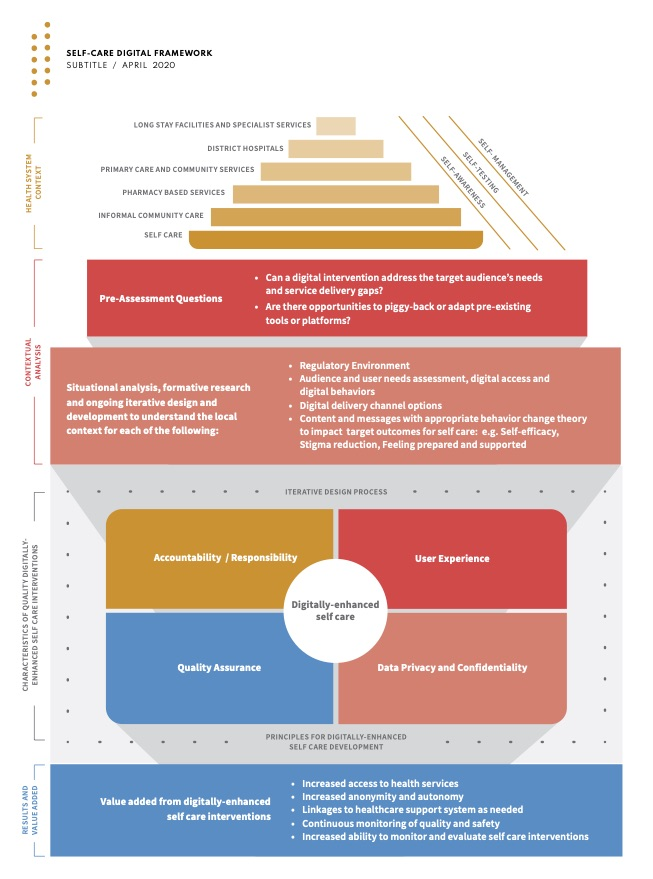 SELF-CARE DIGITAL FRAMEWORK
SUBTITLE / APRIL 2020
HEALTH SYSTEM
CONTEXT
LONG STAY FACILITIES AND SPECIALIST SERVICES
DISTRICT HOSPITALS
PRIMARY CARE AND COMMUNITY SERVICES
PHARMACY BASED SERVICES
INFORMAL COMMUNITY CARE
SELF CARE
SELF-AWARENESS
SELF-TESTING
SELF- MANAGEMENT
CONTEXTUAL
ANALYSIS
Pre-Assessment Questions
• Can a digital intervention address the target audience's needs
and service delivery gaps?
• Are there opportunities to piggy-back or adapt pre-existing
tools or platforms?
Situational analysis, formative research
and ongoing iterative design and
development to understand the local
context for each of the following:
• Regulatory Environment
• Audience and user needs assessment, digital access and
digital behaviors
• Digital delivery channel options
• Content and messages with appropriate behavior change theory
to impact target outcomes for self care: e.g. Self-efficacy,
Stigma reduction, Feeling prepared and supported
CHARACTERISTICS OF QUALITY DIGITALLY-
ENHANCED SELF CARE INTERVENTIONS
ITERATIVE DESIGN PROCESS
Accountability / Responsibility
User Experience
Digitally-enhanced
self care
Quality Assurance
Data Privacy and Confidentiality
PRINCIPLES FOR DIGITALLY-ENHANCED
SELF CARE DEVELOPMENT
RESULTS AND
VALUE ADDED
Value added from digitally-enhanced
self care interventions
• Increased access to health services
• Increased anonymity and autonomy
• Linkages to healthcare support system as needed
• Continuous monitoring of quality and safety
• Increased ability to monitor and evaluate self care interventions